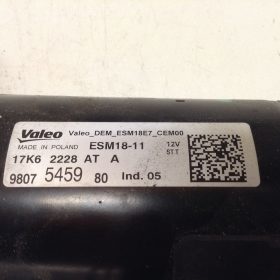 Valeo Valeo_DEM_ESM18E7_CEM00
MADE IN POLAND ESM18-11 12V
STT
17K6 2228 AT A
9807 5459 80 Ind. 05